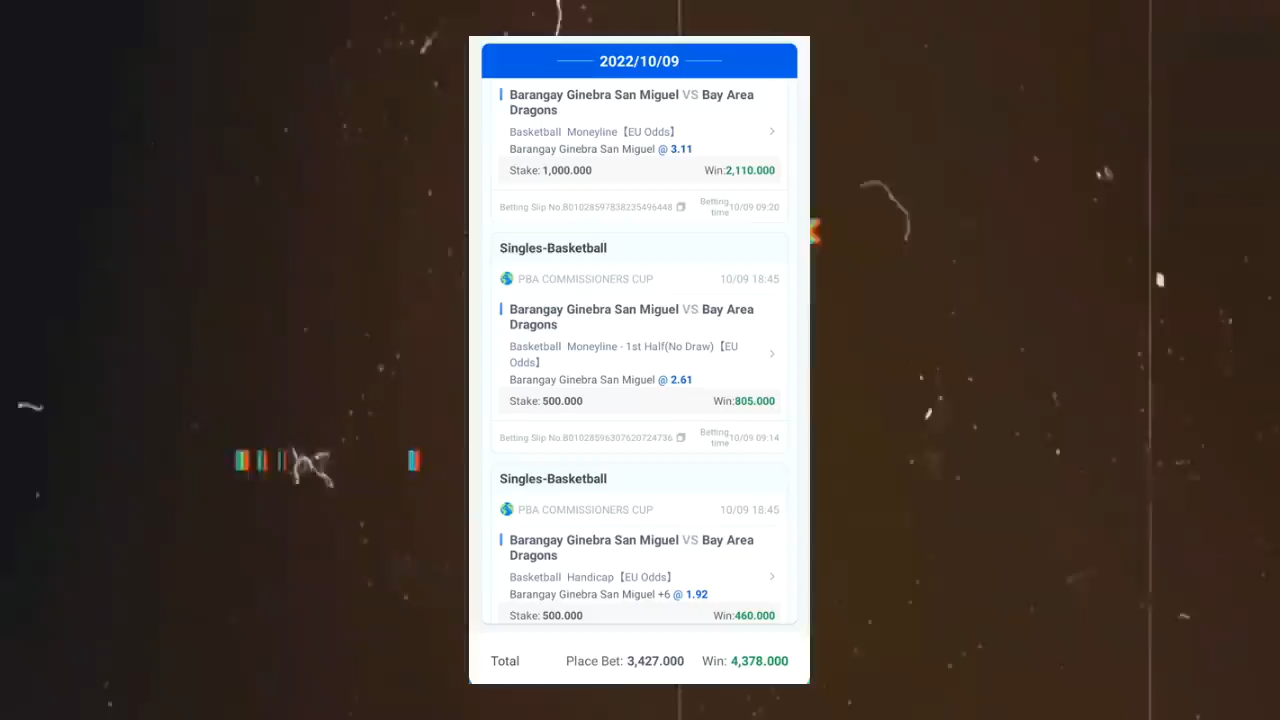 2022/10/09
Barangay Ginebra San Miguel VS Bay Area
Dragons
Basketball Moneyline【EU Odds】
Barangay Ginebra San Miguel @ 3.11
Stake: 1,000.000 Win:2,110.000
Betting Slip No.B010285978382354964​48 Betting time 10/09 09:20
Singles-Basketball
PBA COMMISSIONERS CUP 10/09 18:45
Barangay Ginebra San Miguel VS Bay Area
Dragons
Basketball Moneyline - 1st Half(No Draw)【EU
Odds】
Barangay Ginebra San Miguel @ 2.61
Stake: 500.000 Win:805.000
Betting Slip No.B01028596307620724736 Betting time 10/09 09:14
Singles-Basketball
PBA COMMISSIONERS CUP 10/09 18:45
Barangay Ginebra San Miguel VS Bay Area
Dragons
Basketball Handicap【EU Odds】
Barangay Ginebra San Miguel +6 @ 1.92
Stake: 500.000 Win:460.000
Total Place Bet: 3,427.000 Win: 4,378.000